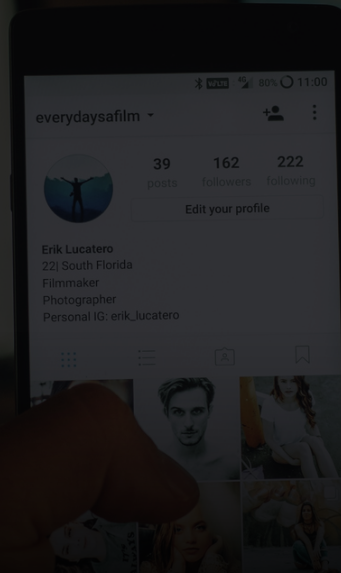 80% 11:00
everydaysafilm
39 162 222
posts followers following
Edit your profile
Erik Lucatero
22| South Florida
Filmmaker
Photographer
Personal IG: erik_lucatero